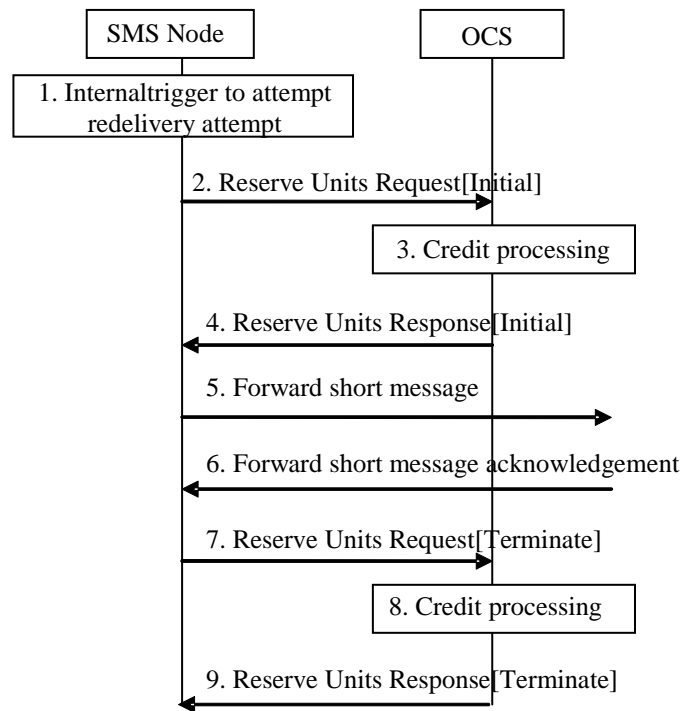 SMS Node
OCS
1. Internaltrigger to attempt
redelivery attempt
2. Reserve Units Request[Initial]
3. Credit processing
4. Reserve Units Response[Initial]
5. Forward short message
6. Forward short message acknowledgement
7. Reserve Units Request[Terminate]
8. Credit processing
9. Reserve Units Response[Terminate]